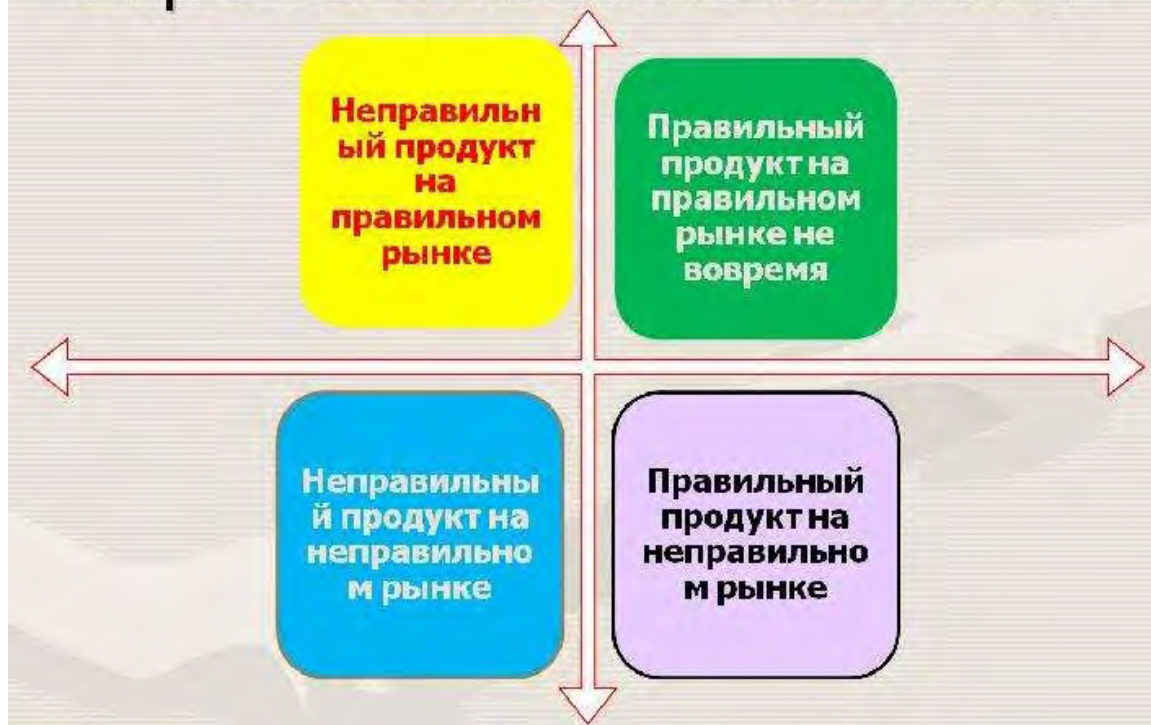 Неправильн
ый продукт
на
правильном
рынке
Правильный
продукт на
правильном
рынке не
вовремя
Неправильны
й продукт на
неправильно
м рынке
Правильный
продукт на
неправильно
м рынке